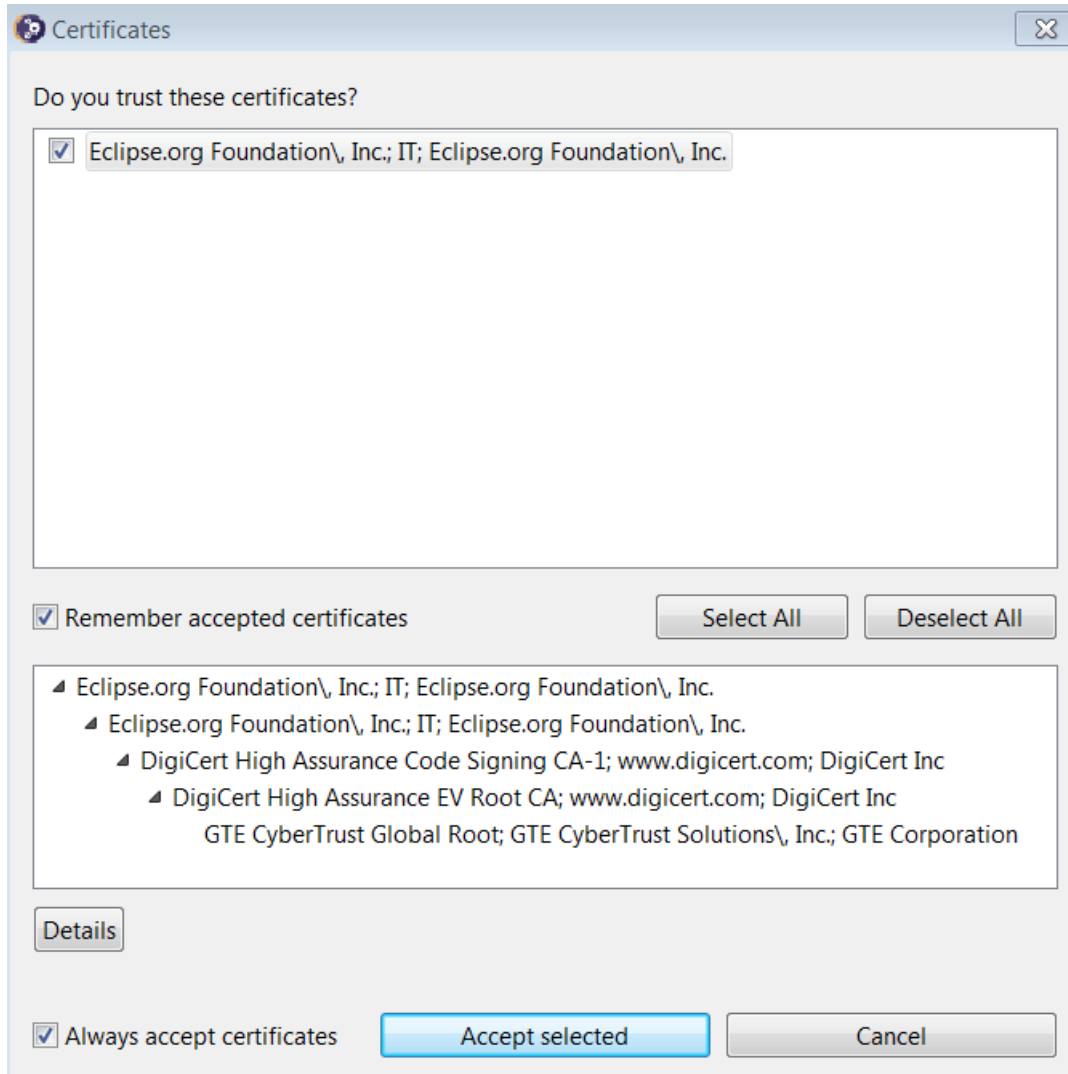 Certificates
Do you trust these certificates?
Eclipse.org Foundation\, Inc.; IT; Eclipse.org Foundation\, Inc.
Remember accepted certificates
Select All
Deselect All
Eclipse.org Foundation\, Inc.; IT; Eclipse.org Foundation\, Inc.
Eclipse.org Foundation\, Inc.; IT; Eclipse.org Foundation\, Inc.
DigiCert High Assurance Code Signing CA-1; www.digicert.com; DigiCert Inc
DigiCert High Assurance EV Root CA; www.digicert.com; DigiCert Inc
GTE CyberTrust Global Root; GTE CyberTrust Solutions\, Inc.; GTE Corporation
Details
Always accept certificates
Accept selected
Cancel